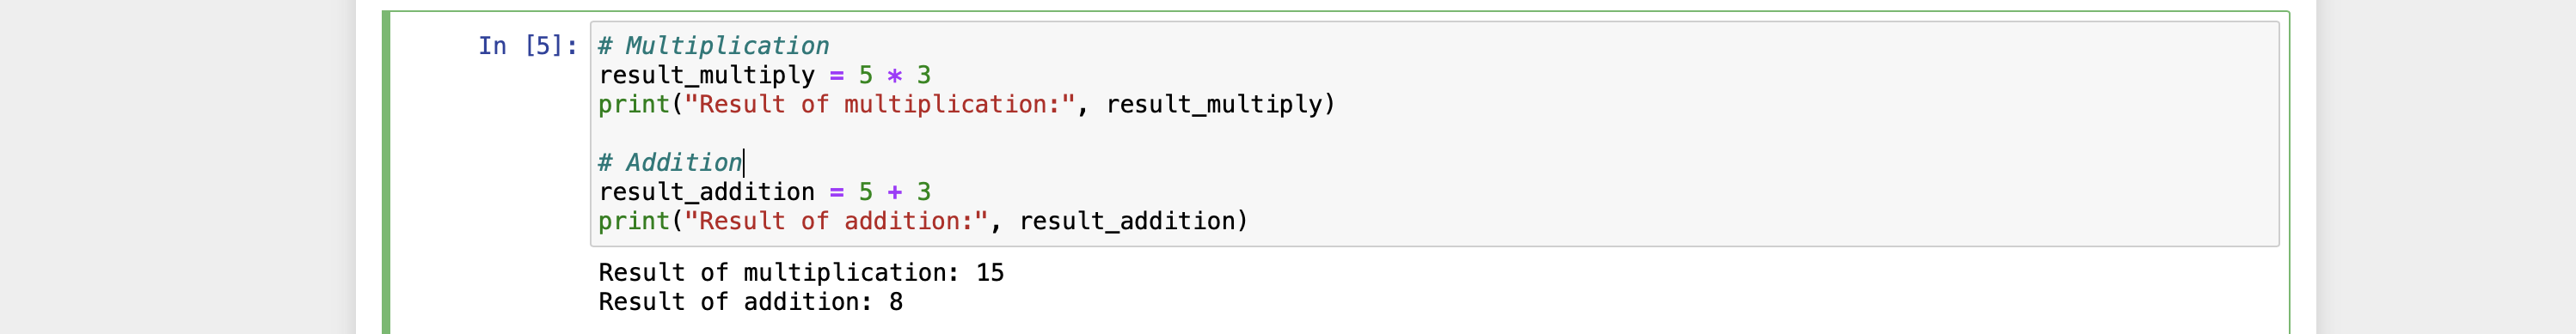 In [5]: # Multiplication
result_multiply = 5 * 3
print("Result of multiplication:", result_multiply)

# Addition
result_addition = 5 + 3
print("Result of addition:", result_addition)
Result of multiplication: 15
Result of addition: 8